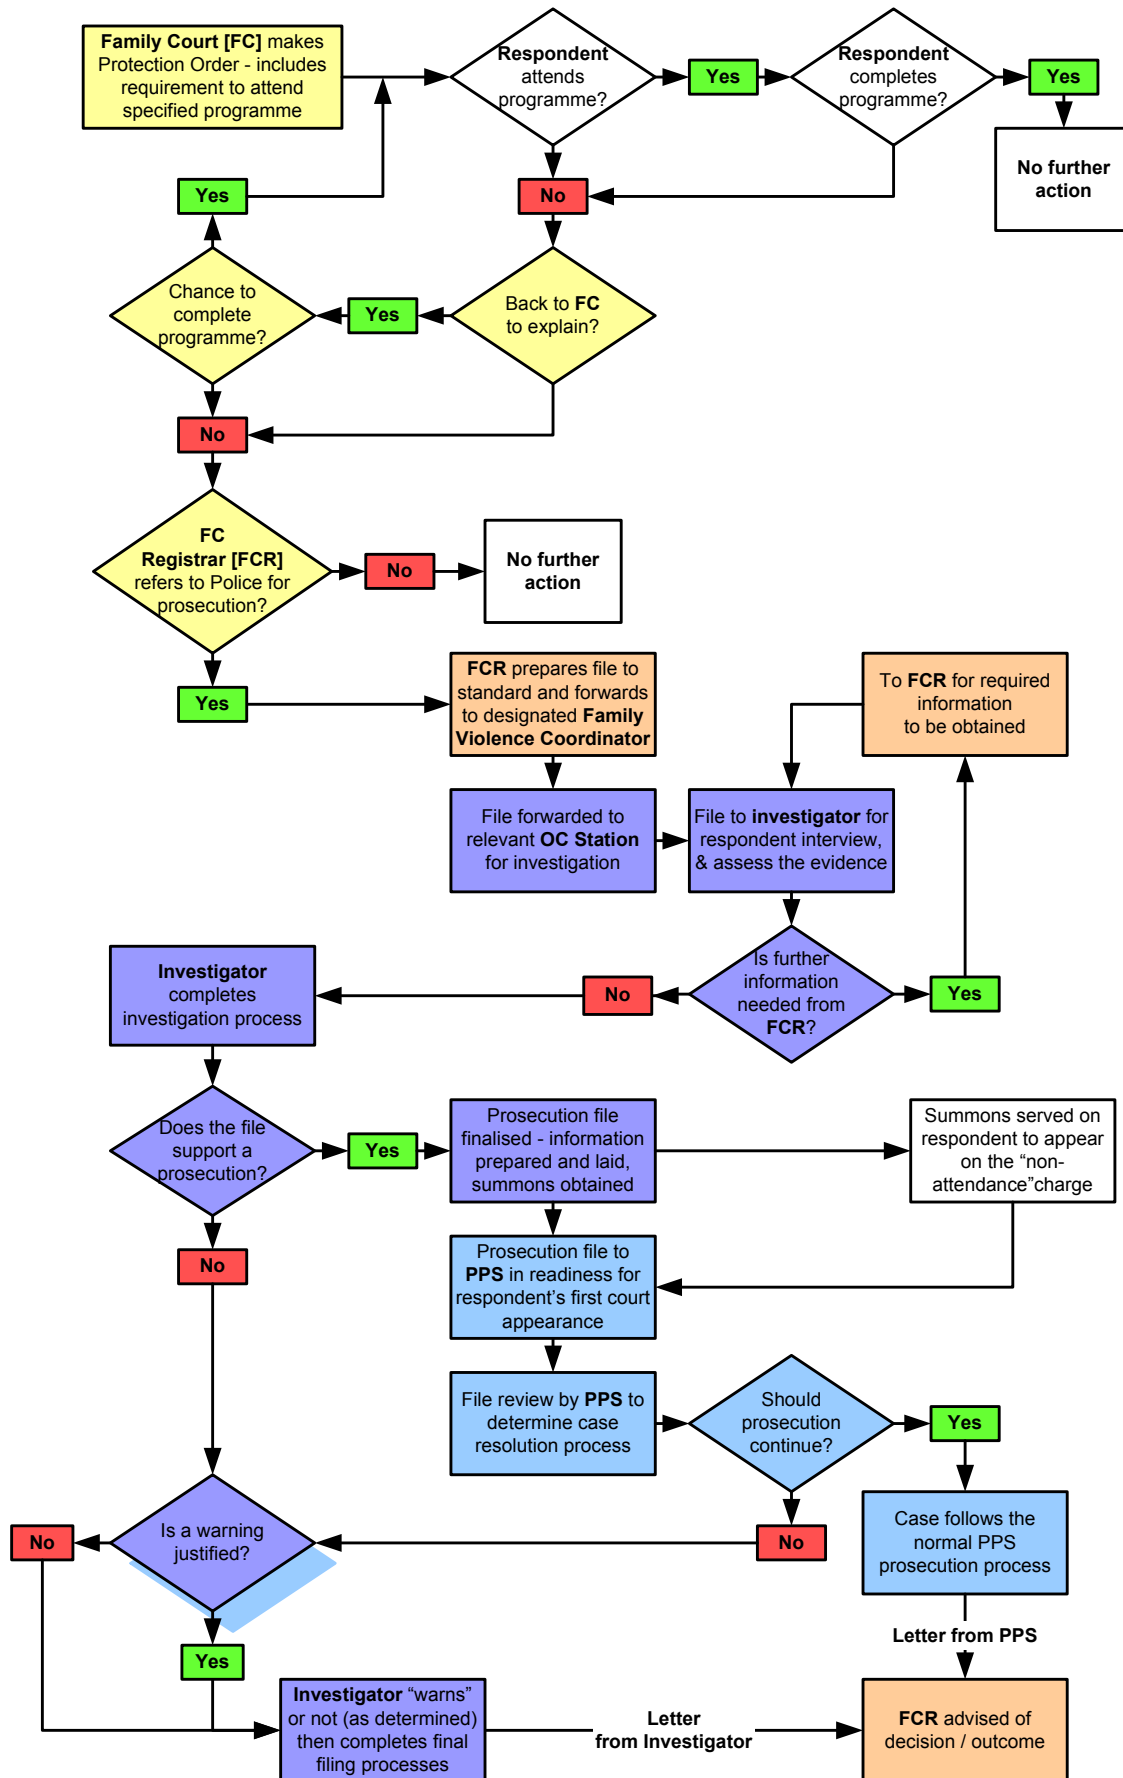 Family Court [FC] makes
Protection Order - includes
requirement to attend
specified programme
Respondent
attends
programme?
Yes
Respondent
completes
programme?
Yes
No further
action
No
Yes
Chance to
complete
programme?
Yes
Back to FC
to explain?
No
FC
Registrar [FCR]
refers to Police for
prosecution?
No
No further
action
Yes
FCR prepares file to
standard and forwards
to designated Family
Violence Coordinator
To FCR for required
information
to be obtained
File forwarded to
relevant OC Station
for investigation
File to investigator for
respondent interview,
& assess the evidence
Investigator
completes
investigation process
No
Is further
information
needed from
FCR?
Yes
Does the file
support a
prosecution?
Yes
Prosecution file
finalised - information
prepared and laid,
summons obtained
Summons served on
respondent to appear
on the “non-
attendance”charge
No
Prosecution file to
PPS in readiness for
respondent’s first court
appearance
File review by PPS to
determine case
resolution process
Should
prosecution
continue?
Yes
No
Is a warning
justified?
No
Case follows the
normal PPS
prosecution process
Yes
Letter from PPS
Investigator “warns”
or not (as determined)
then completes final
filing processes
Letter
from Investigator
FCR advised of
decision / outcome